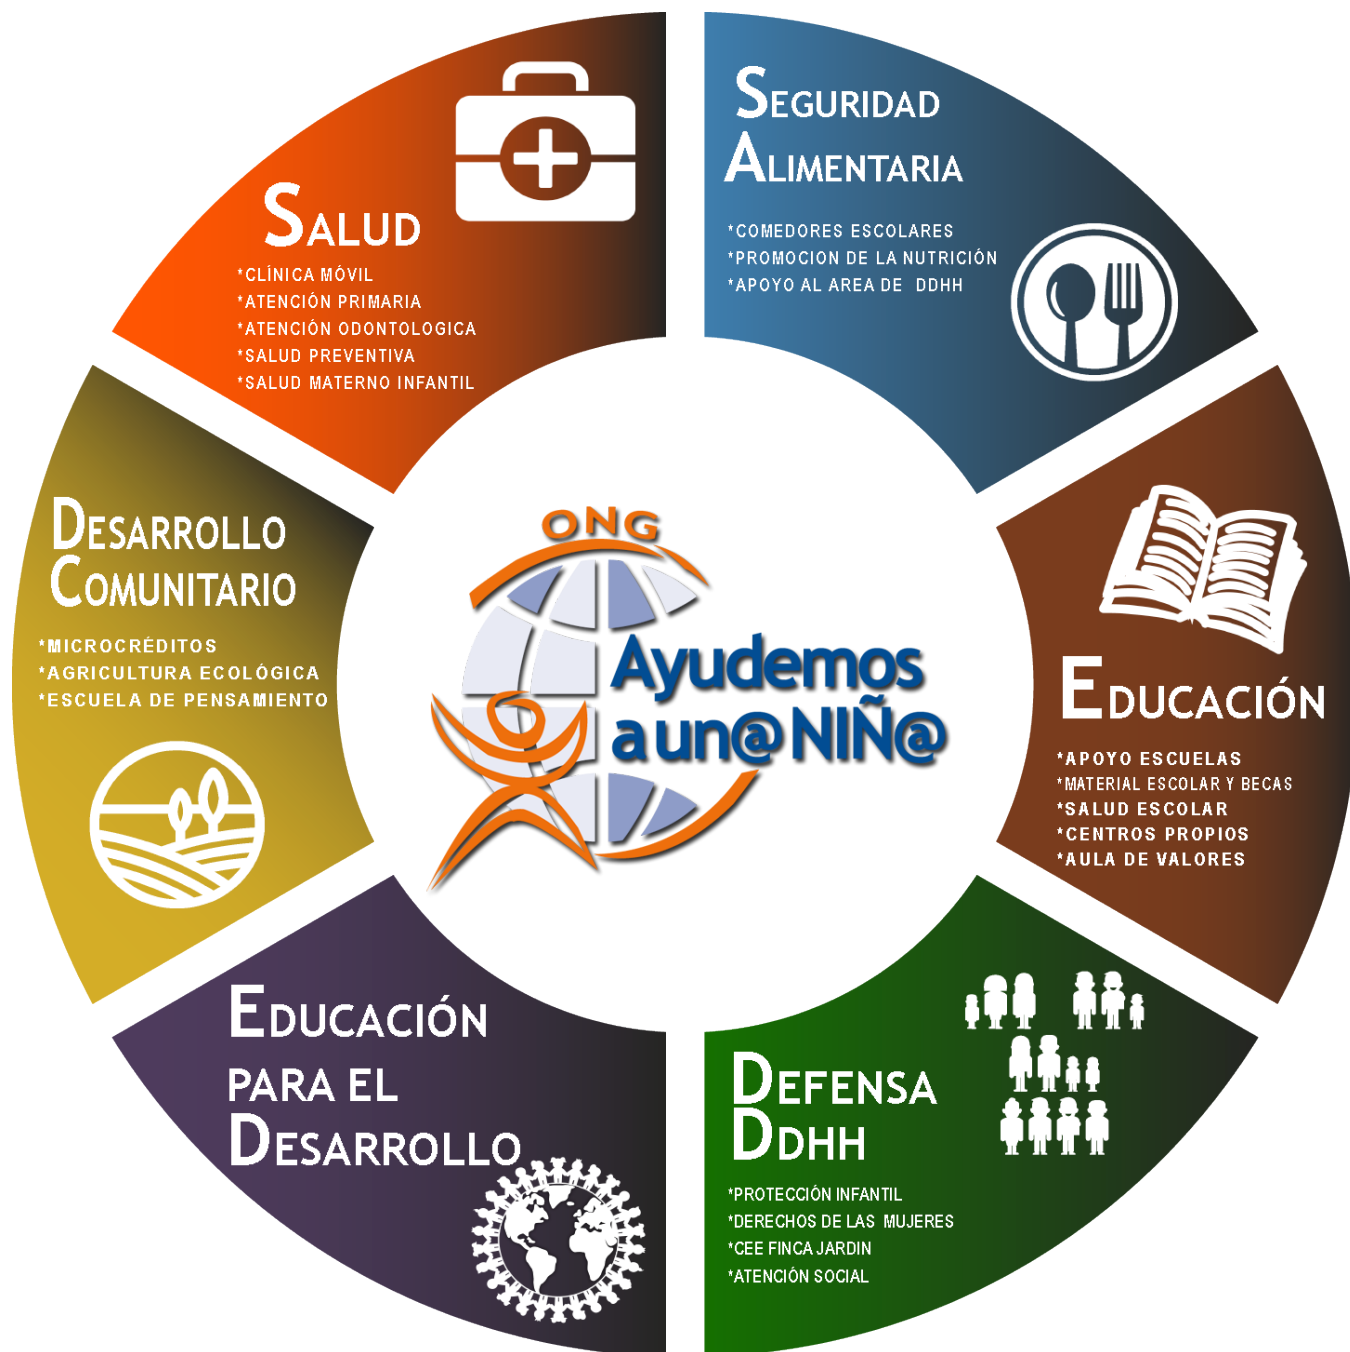 SALUD
*CLÍNICA MÓVIL
*ATENCIÓN PRIMARIA
*ATENCIÓN ODONTOLOGICA
*SALUD PREVENTIVA
*SALUD MATERNO INFANTIL
SEGURIDAD
ALIMENTARIA
*COMEDORES ESCOLARES
*PROMOCION DE LA NUTRICIÓN
*APOYO AL AREA DE DDHH
EDUCACIÓN
*APOYO ESCUELAS
*MATERIAL ESCOLAR Y BECAS
*SALUD ESCOLAR
*CENTROS PROPIOS
*AULA DE VALORES
DEFENSA
DDHH
*PROTECCIÓN INFANTIL
*DERECHOS DE LAS MUJERES
*CEE FINCA JARDIN
*ATENCIÓN SOCIAL
EDUCACIÓN
PARA EL
DESARROLLO
DESARROLLO
COMUNITARIO
*MICROCRÉDITOS
*AGRICULTURA ECOLÓGICA
*ESCUELA DE PENSAMIENTO
ONG
Ayudemos
a un@ NIÑ@